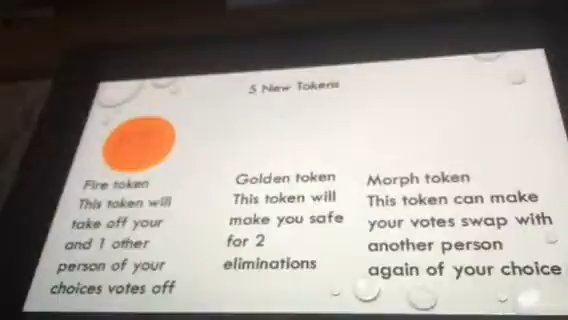 5 New Tokens
Fire token
This token will
take off your
and 1 other
person of your
choices votes off
Golden token
This token will
make you safe
for 2
eliminations
Morph token
This token can make
your votes swap with
another person
again of your choice